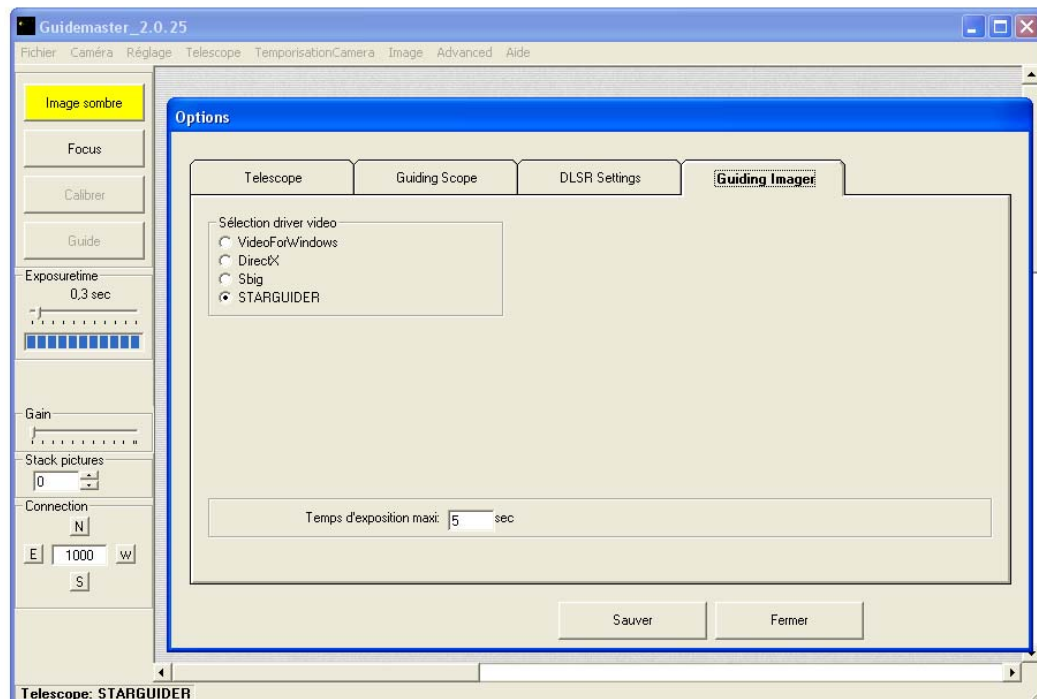 Guidemaster_2.0.25
Fichier Caméra Réglage Telescope TemporisationCamera Image Advanced Aide
Image sombre
Focus
Calibrer
Guide
Exposuretime
0,3 sec
Gain
Stack pictures
0
Connection
N
E 1000 W
S
Options
Telescope Guiding Scope DLSR Settings Guiding Imager
Sélection driver video
VideoForWindows
DirectX
Sbig
STARGUIDER
Temps d'exposition maxi: 5 sec
Sauver Fermer
Telescope: STARGUIDER